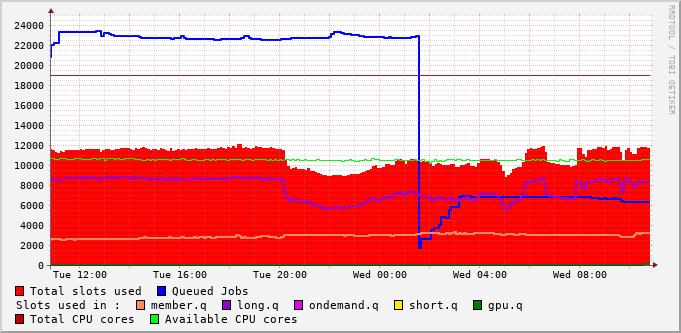 24000
22000
20000
18000
16000
14000
12000
10000
8000
6000
4000
2000
0
Tue 12:00 Tue 16:00 Tue 20:00 Wed 00:00 Wed 04:00 Wed 08:00
Total slots used Queued Jobs
Slots used in : member.q long.q ondemand.q short.q gpu.q
Total CPU cores Available CPU cores
RRDTOOL / TOBI OETIKER